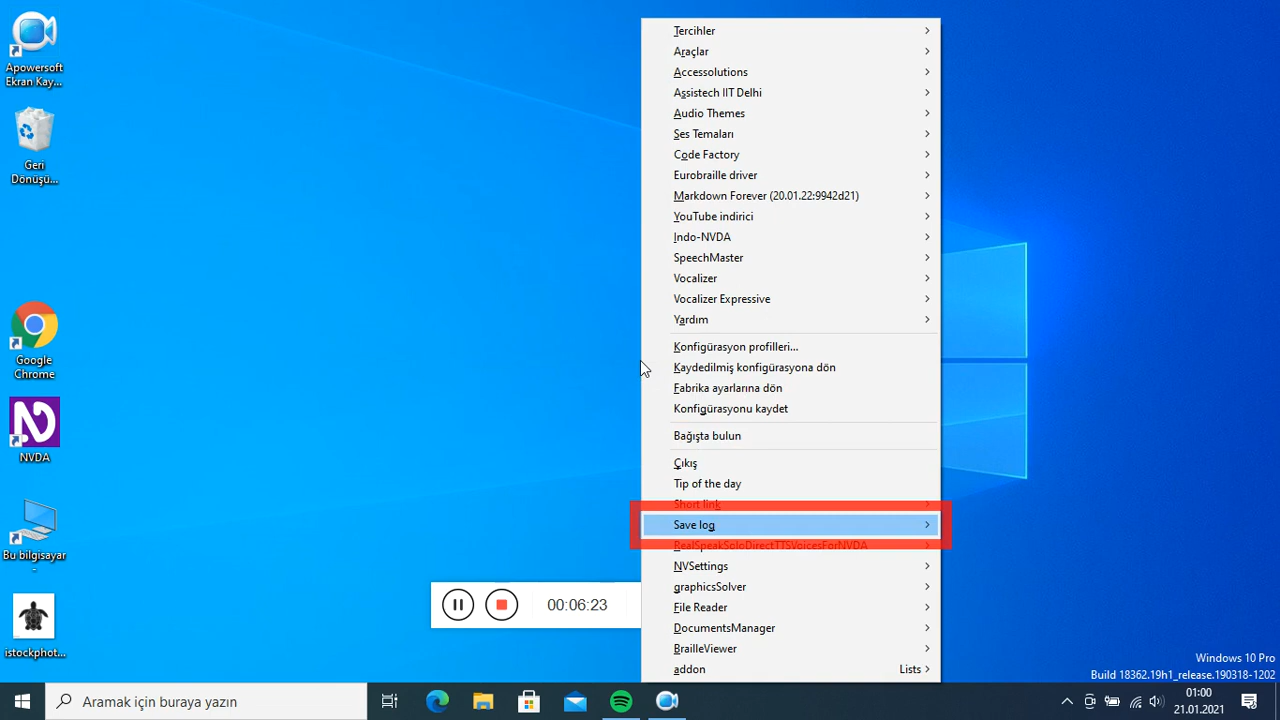 Apowersoft
Ekran Kay...
Geri
Dönüşü...
Google
Chrome
NVDA
Bu bilgisayar
-
istockphot...
Tercihler
Araçlar
Accessolutions
Assistech IIT Delhi
Audio Themes
Ses Temaları
Code Factory
Eurobraille driver
Markdown Forever (20.01.22:9942d21)
YouTube indirici
Indo-NVDA
SpeechMaster
Vocalizer
Vocalizer Expressive
Yardım
Konfigürasyon profilleri...
Kaydedilmiş konfigürasyona dön
Fabrika ayarlarına dön
Konfigürasyonu kaydet
Bağışta bulun
Çıkış
Tip of the day
Short link
Save log
RealSpeakSoloDirectTTSVoicesForNVDA
NVSettings
graphicsSolver
File Reader
DocumentsManager
BrailleViewer
addon Lists
00:06:23
Windows 10 Pro
Build 18362.19h1_release.190318-1202
Aramak için buraya yazın
01:00
21.01.2021